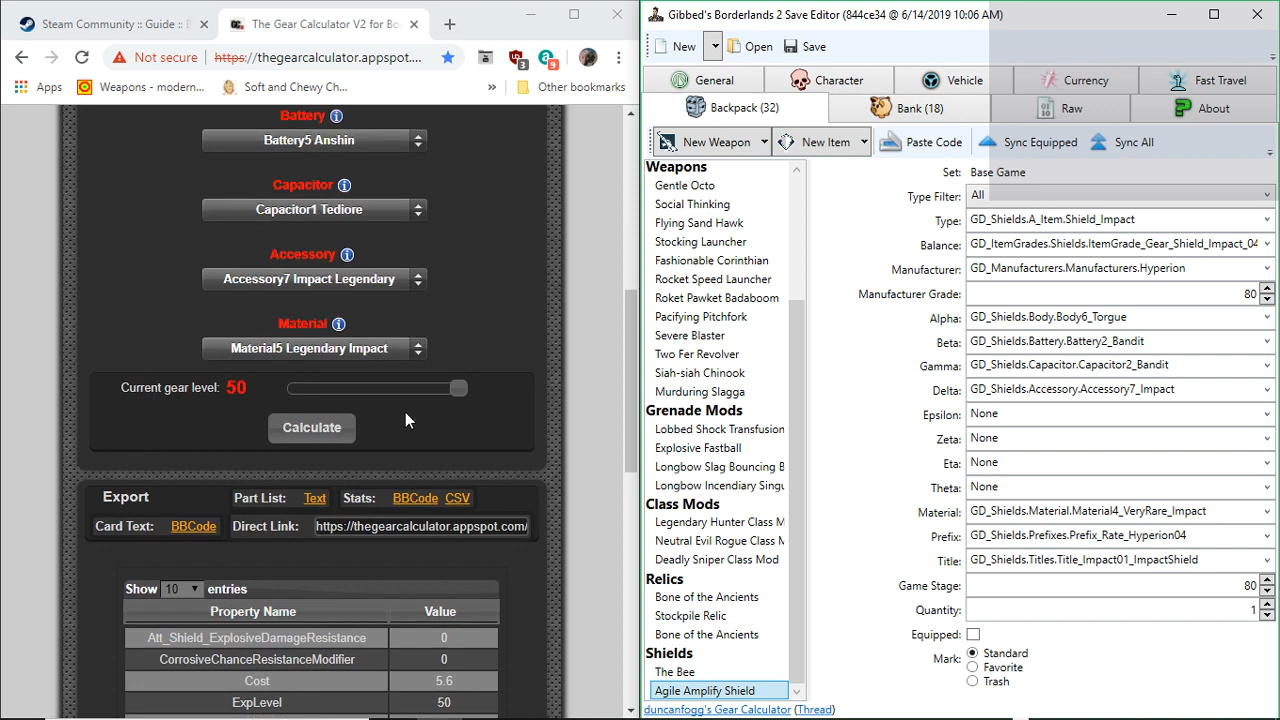 Steam Community :: Guide :: B
The Gear Calculator V2 for Bo
Not secure
https://thegearcalculator.appspot....
3
9
Apps
Weapons - modern...
Soft and Chewy Ch...
»
Other bookmarks
Battery
Battery5 Anshin
Capacitor
Capacitor1 Tediore
Accessory
Accessory7 Impact Legendary
Material
Material5 Legendary Impact
Current gear level: 50
Calculate
Export
Part List: Text Stats: BBCode CSV
Card Text: BBCode Direct Link: https://thegearcalculator.appspot.com/
Show 10 entries
Property Name Value
All_Shield_ExplosiveDamageResistance 0
CorrosiveChanceResistanceModifier 0
Cost 5.6
ExpLevel 50
Gibbed's Borderlands 2 Save Editor (844ce34 @ 6/14/2019 10:06 AM)
New Open Save
General Character Vehicle Currency Fast Trave
Backpack (32) Bank (18) Raw About
New Weapon New Item Paste Code Sync Equipped Sync All
Weapons
Gentle Octo
Social Thinking
Flying Sand Hawk
Stocking Launcher
Fashionable Corinthian
Rocket Speed Launcher
Roket Pawket Badaboom
Pacifying Pitchfork
Severe Blaster
Two Fer Revolver
Siah-siah Chinook
Murduring Slagga
Grenade Mods
Lobbed Shock Transfusion
Explosive Fastball
Longbow Slag Bouncing B
Longbow Incendiary Sing
Class Mods
Legendary Hunter Class M
Neutral Evil Rogue Class M
Deadly Sniper Class Mod
Relics
Bone of the Ancients
Stockpile Relic
Bone of the Ancients
Shields
The Bee
Agile Amplify Shield
duncanfogg's Gear Calculator (Thread)
Set: Base Game
Type Filter: All
Type: GD_Shields.A_Item.Shield_Impact
Balance: GD_ItemGrades.Shields.ItemGrade_Gear_Shield_Impact_04
Manufacturer: GD_Manufacturers.Manufacturers.Hyperion
Manufacturer Grade: 80
Alpha: GD_Shields.Body.Body6_Torgue
Beta: GD_Shields.Battery.Battery2_Bandit
Gamma: GD_Shields.Capacitor.Capacitor2_Bandit
Delta: GD_Shields.Accessory.Accessory7_Impact
Epsilon: None
Zeta: None
Eta: None
Theta: None
Material: GD_Shields.Material.Material4_VeryRare_Impact
Prefix: GD_Shields.Prefixes.Prefix_Rate_Hyperion04
Title: GD_Shields.Titles.Title_Impact01_ImpactShield
Game Stage: 80
Quantity: 1
Equipped:
Mark: Standard
Favorite
Trash